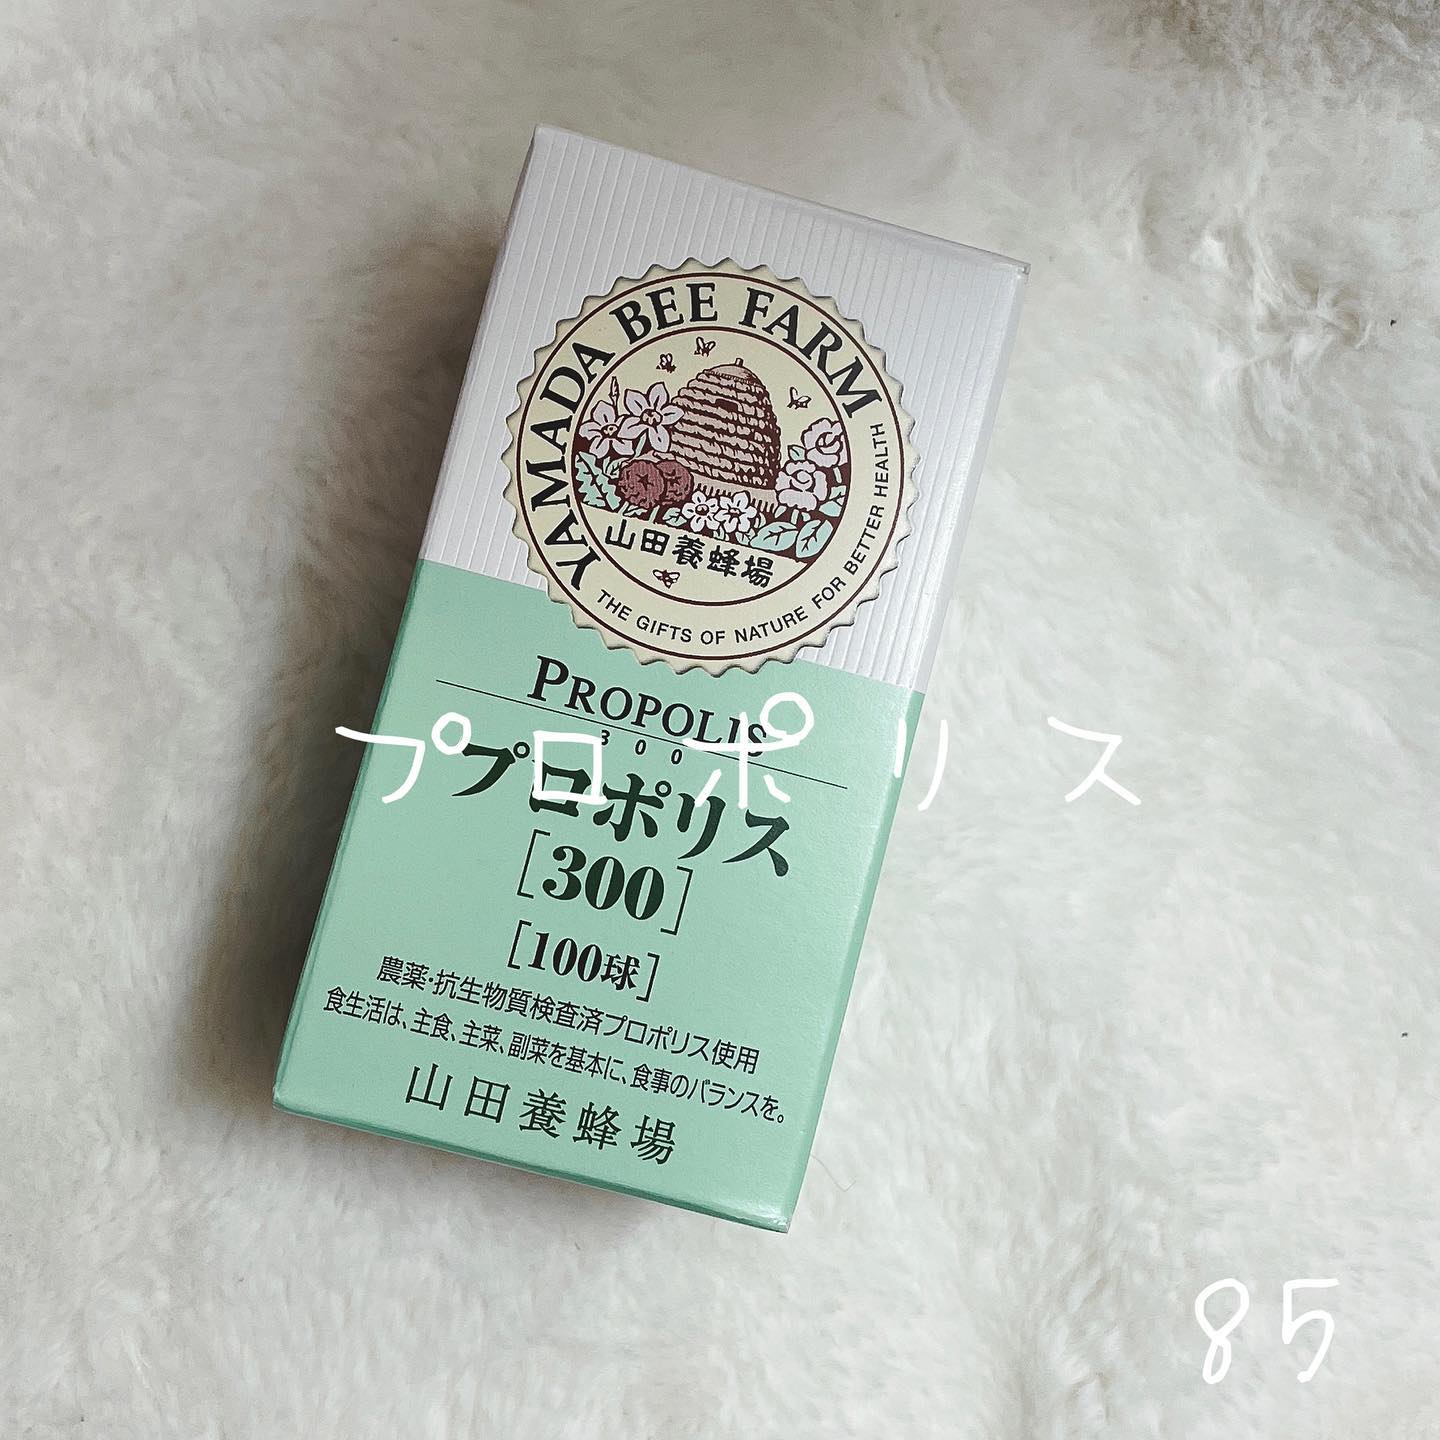 YAMADA BEE FARM
山田養蜂場
THE GIFTS OF NATURE FOR BETTER HEALTH
PROPOLIS
300
プロポリス
プロポリス
[300]
[100球]
農薬・抗生物質検査済プロポリス使用
食生活は、主食、主菜、副菜を基本に、食事のバランスを。
山田養蜂場
85